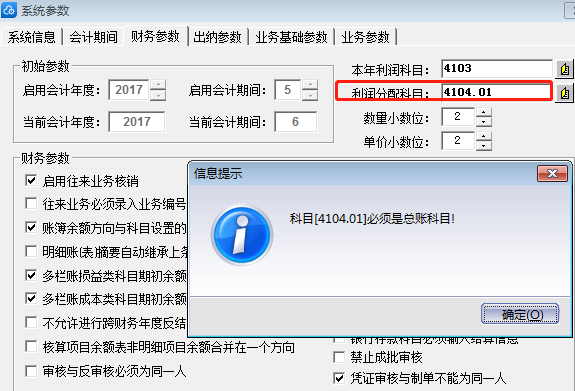 系统参数
系统信息 会计期间 财务参数 出纳参数 业务基础参数 业务参数
初始参数
启用会计年度: 2017 启用会计期间: 5
当前会计年度: 2017 当前会计期间: 6
本年利润科目: 4103
利润分配科目: 4104.01
数量小数位: 2
单价小数位: 2
财务参数
启用往来业务核销
往来业务必须录入业务编号
账簿余额方向与科目设置的
明细账(表)摘要自动继承上条
多栏账损益类科目期初余额
多栏账成本类科目期初余额
不允许进行跨财务年度反结
核算项目余额表非明细项目余额合并在一个方向
审核与反审核必须为同一人
信息提示
科目[4104.01]必须是总账科目!
确定(O)
银行存款科目必须输入结算信息
禁止成批审核
凭证审核与制单不能为同一人